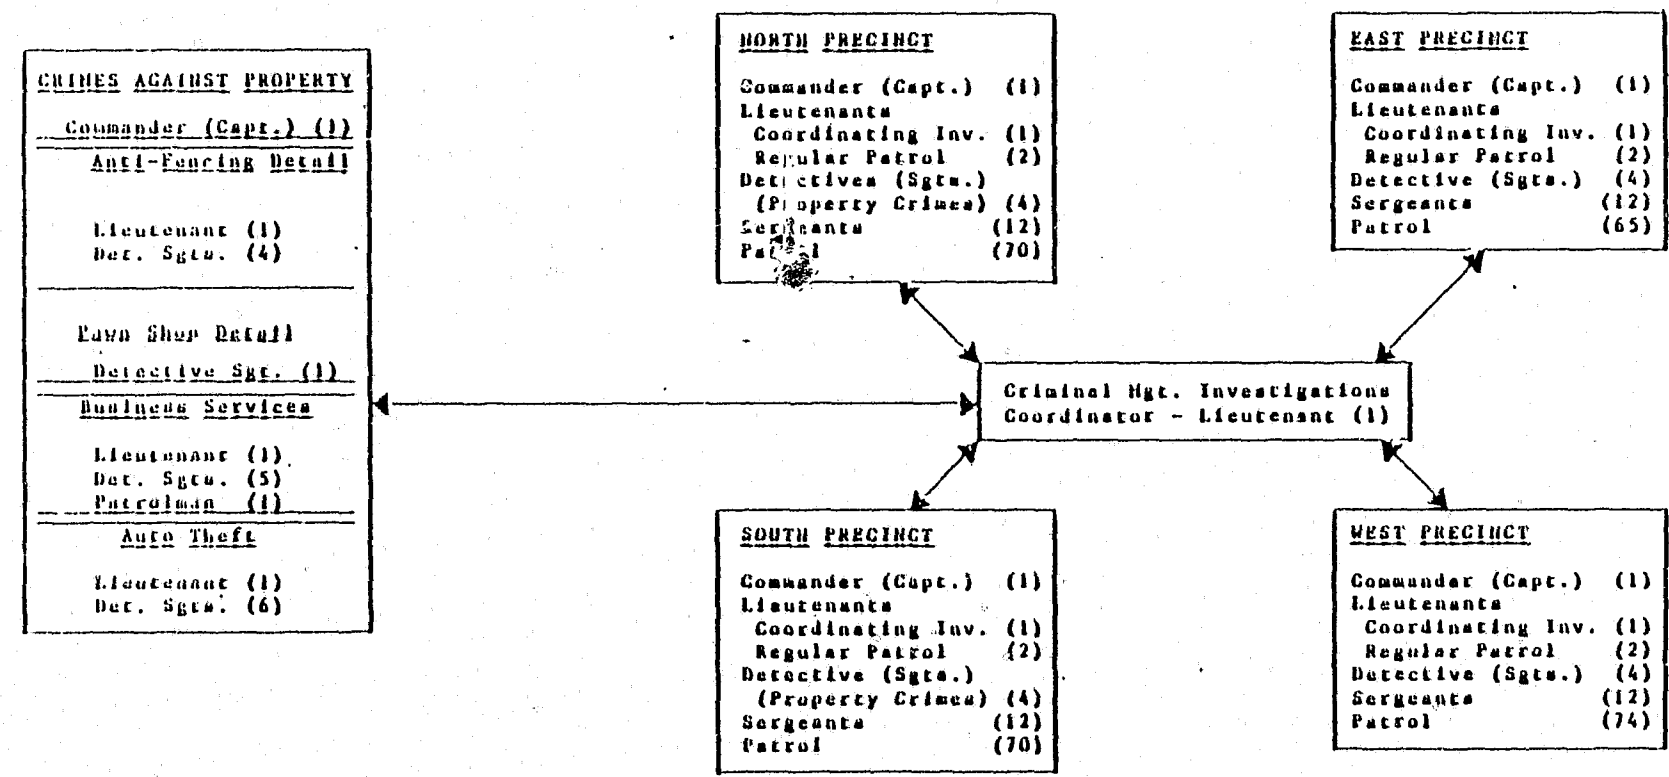 CRIMES AGAINST PROPERTY
Commander (Capt.) (1)
Anti-Fencing Detail
Lieutenant (1)
Det. Sgts. (4)
Pawn Shop Detail
Detective Sgt. (1)
Business Services
Lieutenant (1)
Det. Sgts. (5)
Patrolman (1)
Auto Theft
Lieutenant (1)
Det. Sgts. (6)
NORTH PRECINCT
Commander (Capt.) (1)
Lieutenants
Coordinating Inv. (1)
Regular Patrol (2)
Detectives (Sgts.)
(Property Crimes) (4)
Sergeants (12)
Patrol (70)
EAST PRECINCT
Commander (Capt.) (1)
Lieutenants
Coordinating Inv. (1)
Regular Patrol (2)
Detective (Sgts.) (4)
Sergeants (12)
Patrol (65)
Criminal Mgt. Investigations
Coordinator - Lieutenant (1)
SOUTH PRECINCT
Commander (Capt.) (1)
Lieutenants
Coordinating Inv. (1)
Regular Patrol (2)
Detective (Sgts.)
(Property Crimes) (4)
Sergeants (12)
Patrol (70)
WEST PRECINCT
Commander (Capt.) (1)
Lieutenants
Coordinating Inv. (1)
Regular Patrol (2)
Detective (Sgts.) (4)
Sergeants (12)
Patrol (74)